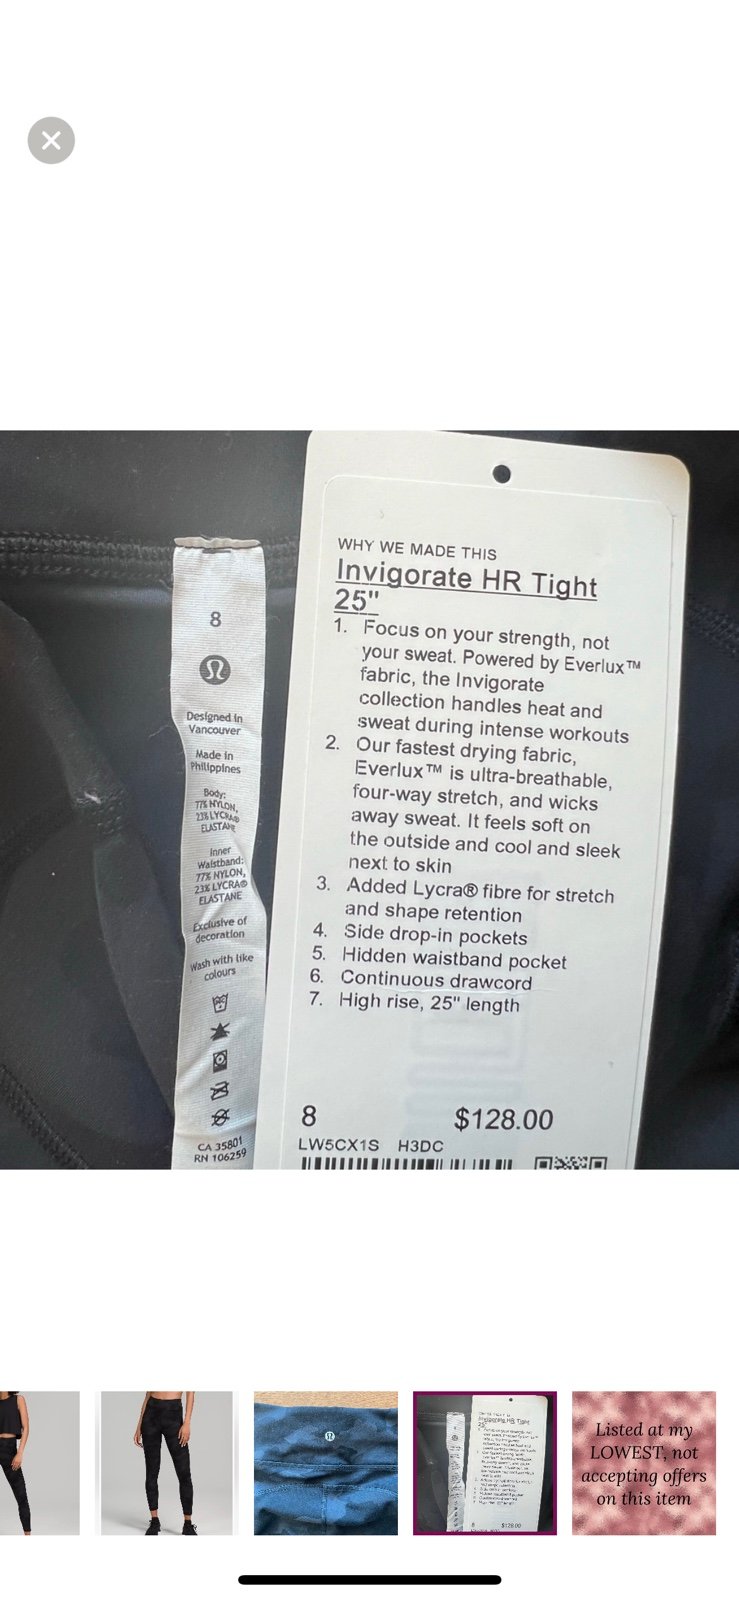 8
Designed in
Vancouver
Made in
Philippines
Body:
77% NYLON,
23% LYCRA®
ELASTANE
Inner
Waistband:
77% NYLON,
23% LYCRA®
ELASTANE
Exclusive of
decoration
Wash with like
colours
CA 35801
RN 106259
WHY WE MADE THIS
Invigorate HR Tight
25"
1. Focus on your strength, not
your sweat. Powered by Everlux™
fabric, the Invigorate
collection handles heat and
sweat during intense workouts
2. Our fastest drying fabric,
Everlux™ is ultra-breathable,
four-way stretch, and wicks
away sweat. It feels soft on
the outside and cool and sleek
next to skin
3. Added Lycra® fibre for stretch
and shape retention
4. Side drop-in pockets
5. Hidden waistband pocket
6. Continuous drawcord
7. High rise, 25" length
8 $128.00
LW5CX1S H3DC
Listed at my
LOWEST, not
accepting offers
on this item